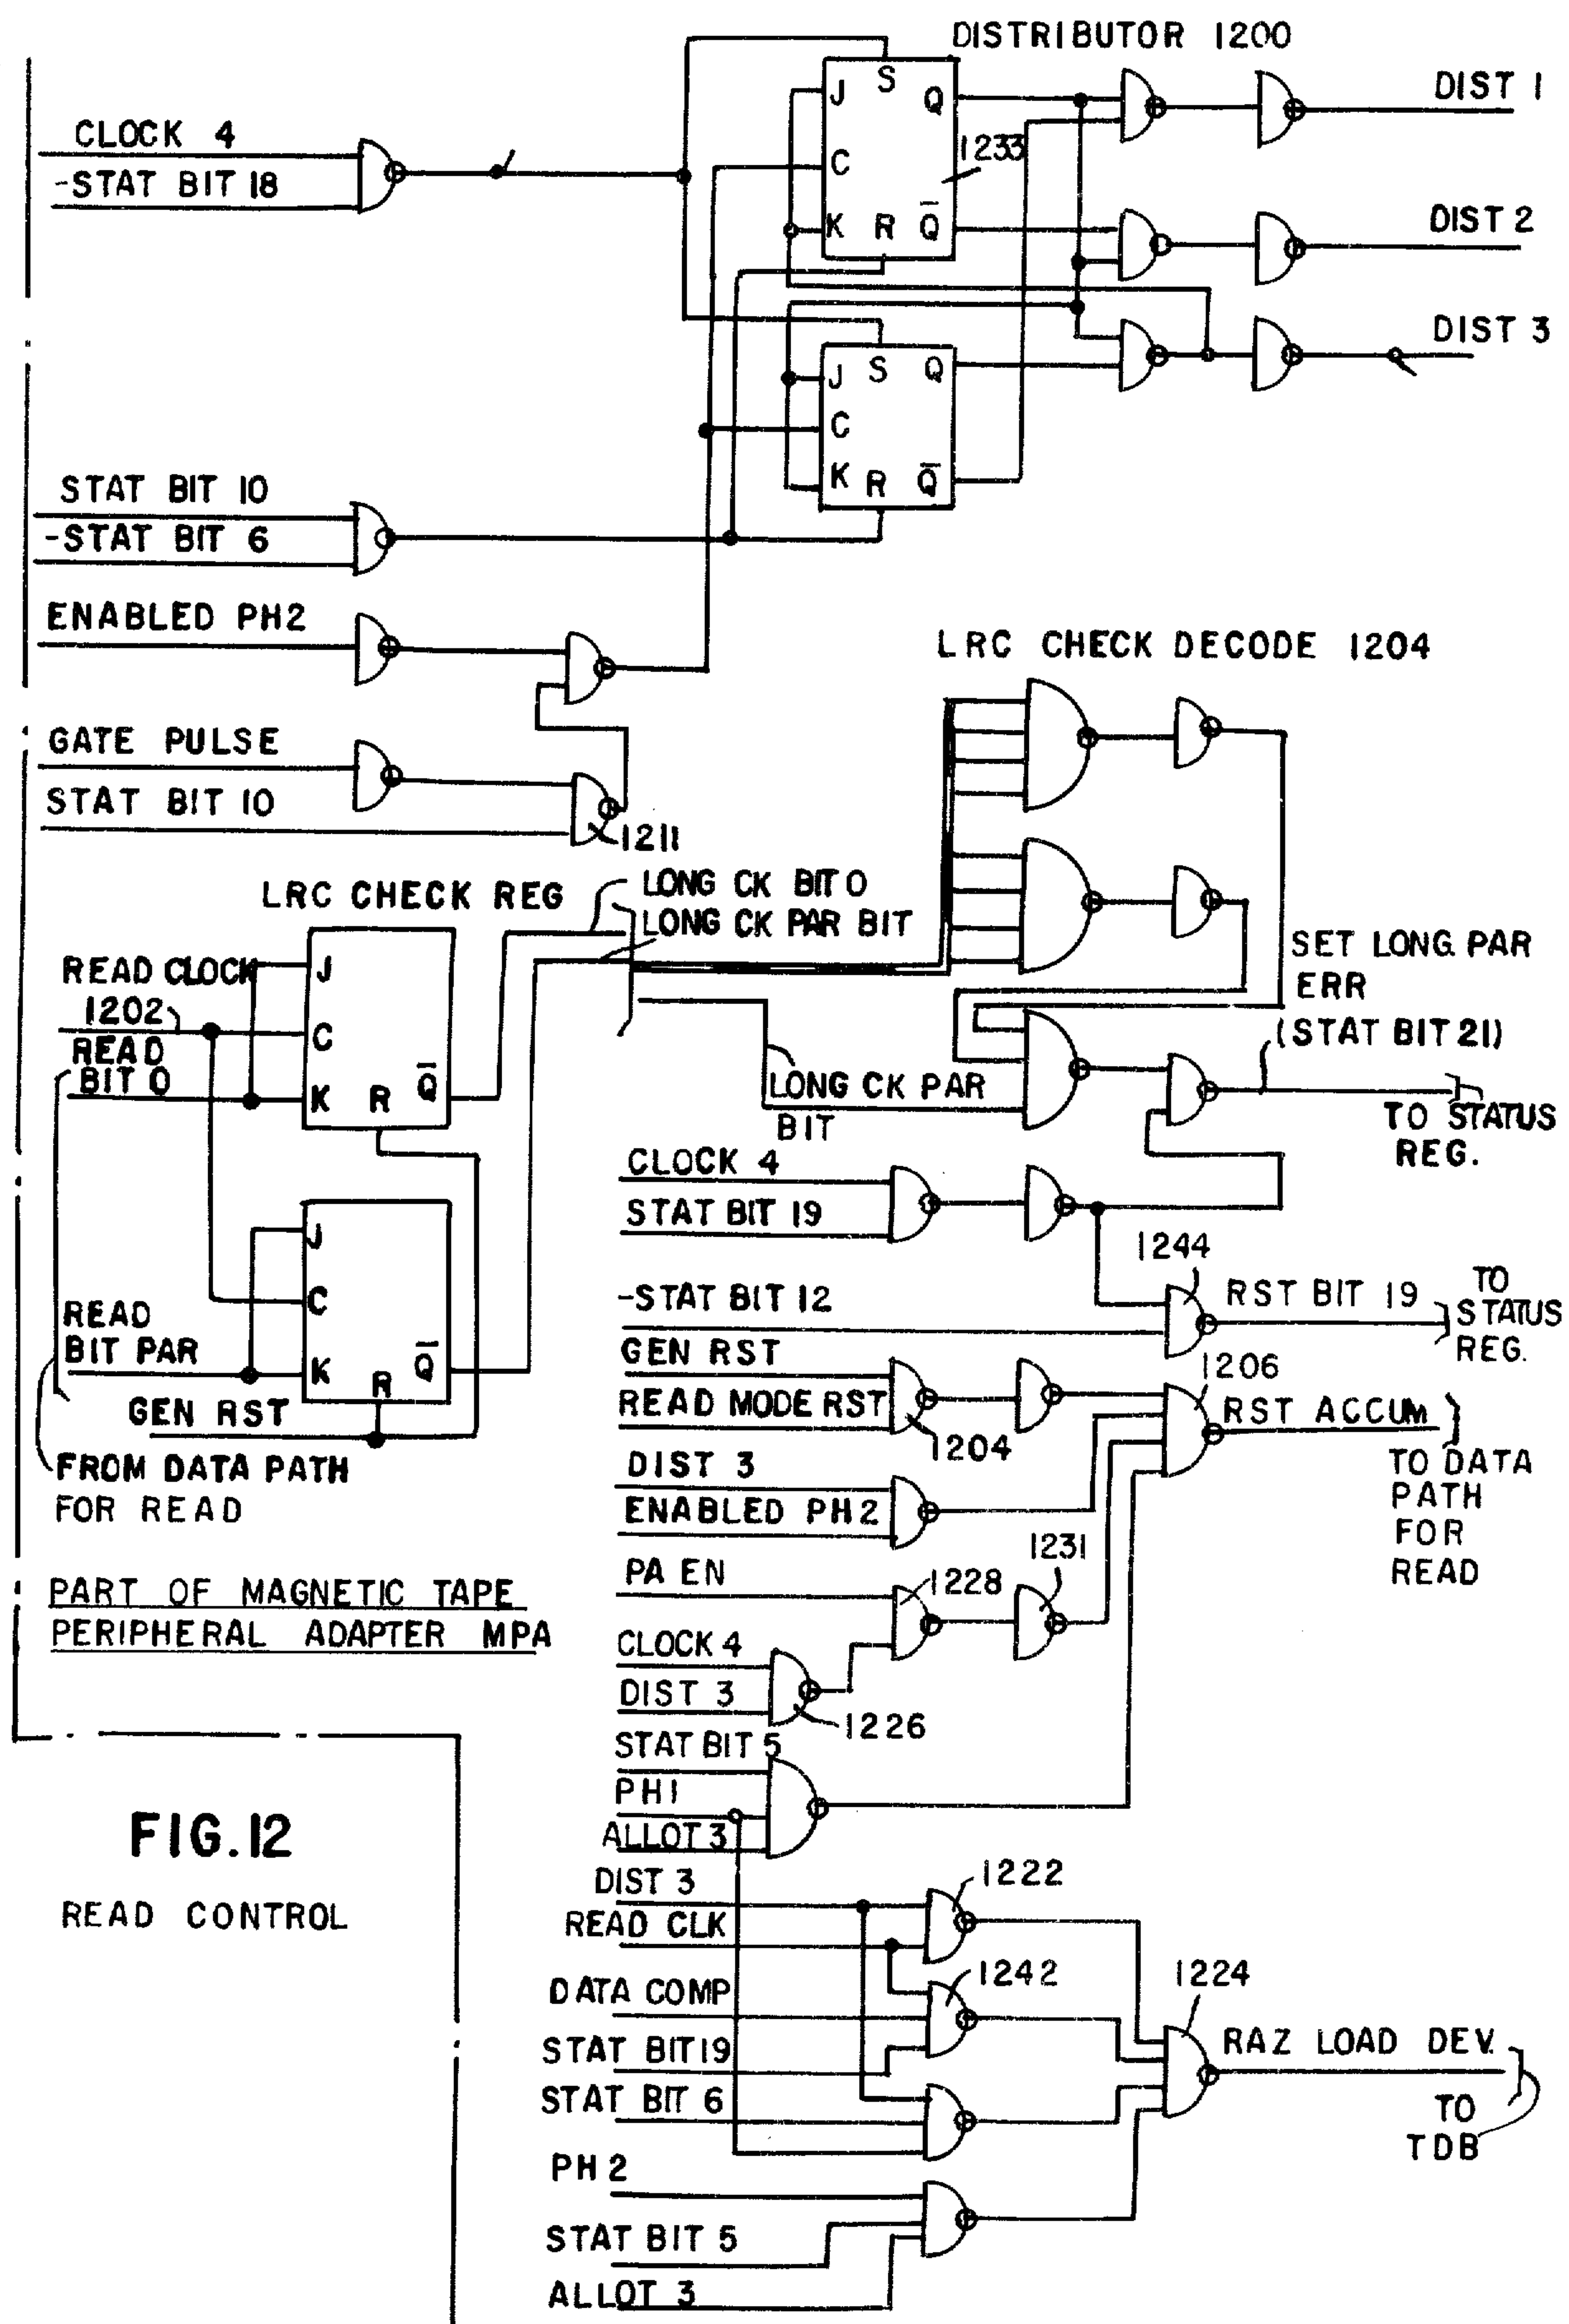 DISTRIBUTOR 1200
DIST 1
CLOCK 4
-STAT BIT 18
J S Q
1233
C
K R Q̅
DIST 2
DIST 3
J S Q
C
K R Q̅
STAT BIT 10
-STAT BIT 6
ENABLED PH2
LRC CHECK DECODE 1204
GATE PULSE
STAT BIT 10
1211
LRC CHECK REG
LONG CK BIT 0
LONG CK PAR BIT
SET LONG PAR
ERR
(STAT BIT 21)
READ CLOCK
1202
READ
BIT 0
J
C
K R Q̅
LONG CK PAR
BIT
TO STATUS
REG.
CLOCK 4
STAT BIT 19
1244
-STAT BIT 12
RST BIT 19
TO
STATUS
REG.
J
C
K R Q̅
READ
BIT PAR
GEN RST
FROM DATA PATH
FOR READ
GEN RST
READ MODE RST
1204
1206
RST ACCUM
TO DATA
PATH
FOR
READ
DIST 3
ENABLED PH2
PA EN
1228
1231
CLOCK 4
DIST 3
1226
PART OF MAGNETIC TAPE
PERIPHERAL ADAPTER MPA
STAT BIT 5
PH1
ALLOT 3
FIG.12
READ CONTROL
DIST 3
READ CLK
1222
DATA COMP
1242
1224
STAT BIT 19
RAZ LOAD DEV.
STAT BIT 6
TO
TDB
PH 2
STAT BIT 5
ALLOT 3